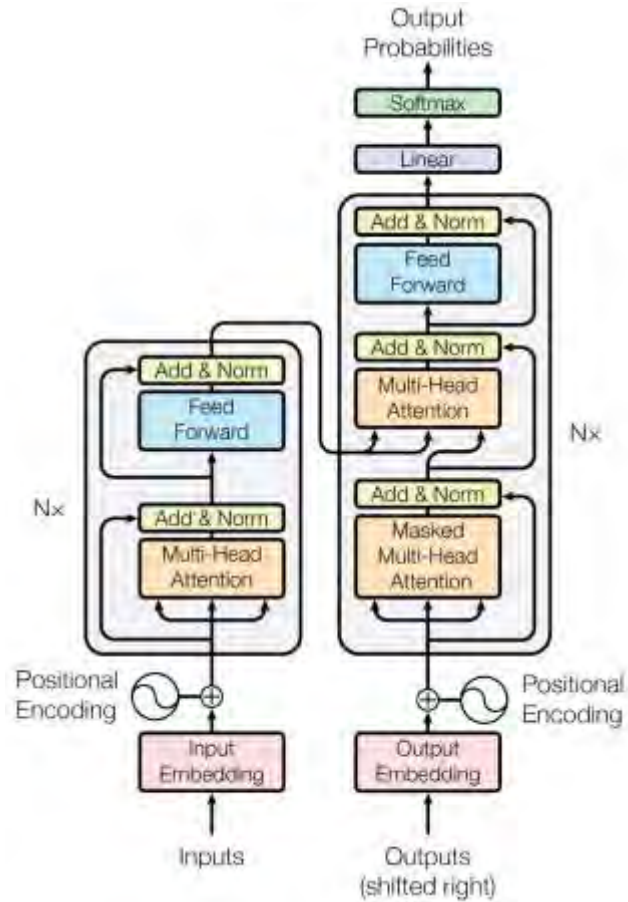 Output
Probabilities
Softmax
Linear
Add & Norm
Feed
Forward
Add & Norm
Multi-Head
Attention
Nx
Add & Norm
Masked
Multi-Head
Attention
Positional
Encoding
Output
Embedding
Outputs
(shifted right)
Add & Norm
Feed
Forward
Nx
Add & Norm
Multi-Head
Attention
Positional
Encoding
Input
Embedding
Inputs